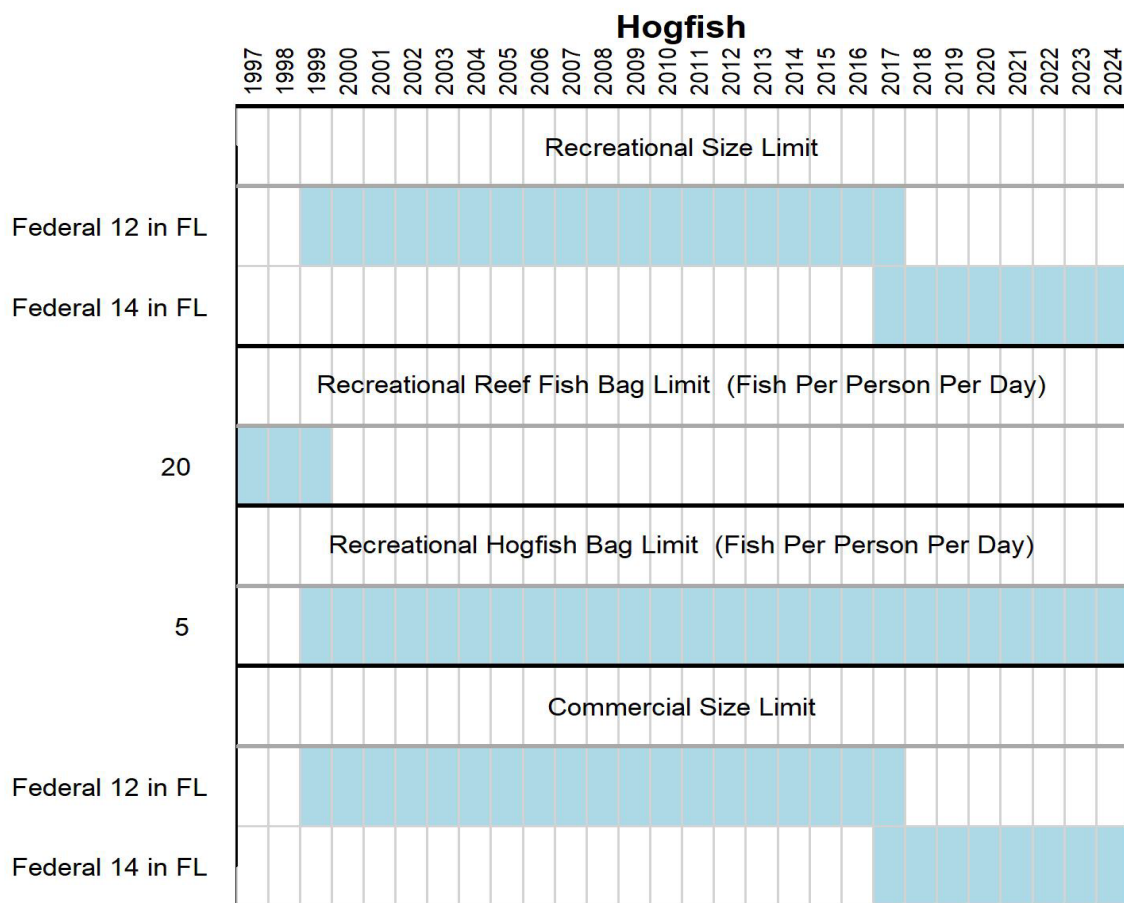 Hogfish
1997 1998 1999 2000 2001 2002 2003 2004 2005 2006 2007 2008 2009 2010 2011 2012 2013 2014 2015 2016 2017 2018 2019 2020 2021 2022 2023 2024
Recreational Size Limit
Federal 12 in FL
Federal 14 in FL
Recreational Reef Fish Bag Limit (Fish Per Person Per Day)
20
Recreational Hogfish Bag Limit (Fish Per Person Per Day)
5
Commercial Size Limit
Federal 12 in FL
Federal 14 in FL